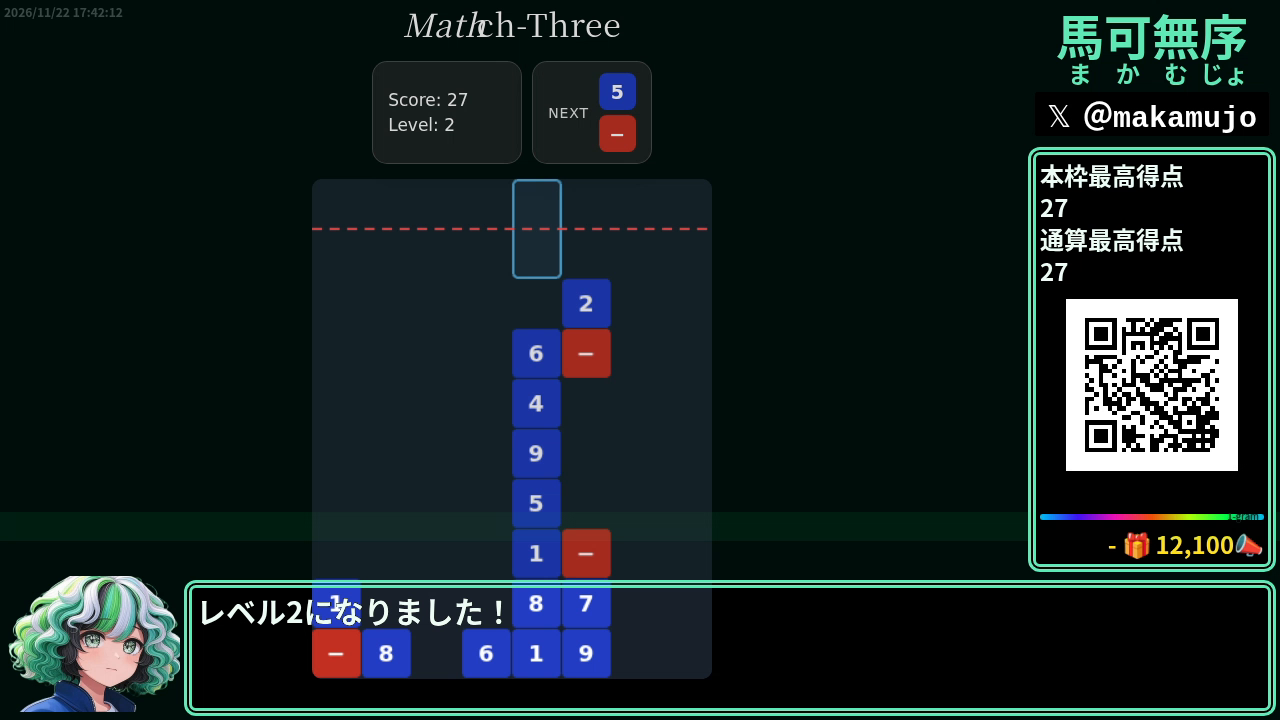 2026/11/22 17:42:12
Mathch-Three
Score: 27
Level: 2
NEXT
5
−
2
6 −
4
9
5
1 −
1 8 7
− 8 6 1 9
レベル2になりました！
馬可無序
まかむじょ
𝕏 @makamujo
本枠最高得点
27
通算最高得点
27
- 🎁 12,100📣